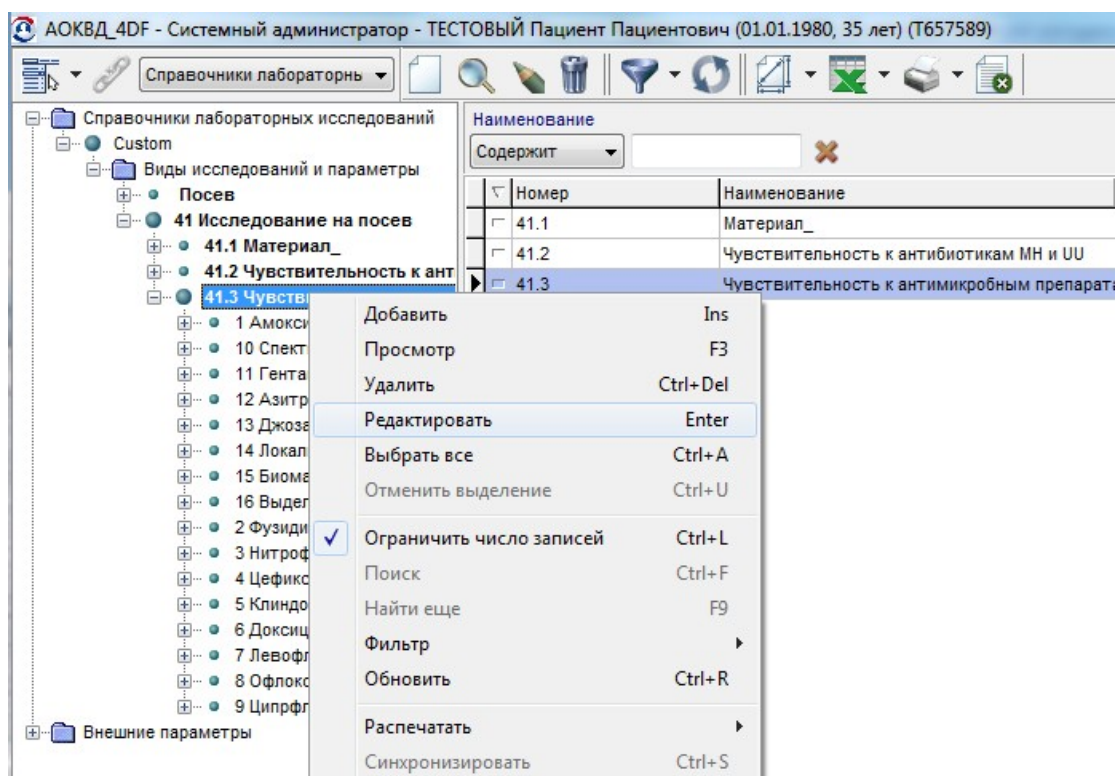 АОКВД_4DF - Системный администратор - ТЕСТОВЫЙ Пациент Пациентович (01.01.1980, 35 лет) (T657589)
Справочники лабораторнь
Справочники лабораторных исследований
Custom
Виды исследований и параметры
Посев
41 Исследование на посев
41.1 Материал_
41.2 Чувствительность к ант
41.3 Чувстви
1 Амокси
10 Спект
11 Гента
12 Азитр
13 Джоза
14 Локал
15 Биома
16 Выдел
2 Фузиди
3 Нитроф
4 Цефикс
5 Клиндо
6 Доксиц
7 Левофл
8 Офлокс
9 Ципрфл
Внешние параметры
Наименование
Содержит
Номер Наименование
41.1 Материал_
41.2 Чувствительность к антибиотикам МН и UU
41.3 Чувствительность к антимикробным препарата
Добавить Ins
Просмотр F3
Удалить Ctrl+Del
Редактировать Enter
Выбрать все Ctrl+A
Отменить выделение Ctrl+U
Ограничить число записей Ctrl+L
Поиск Ctrl+F
Найти еще F9
Фильтр
Обновить Ctrl+R
Распечатать
Синхронизировать Ctrl+S